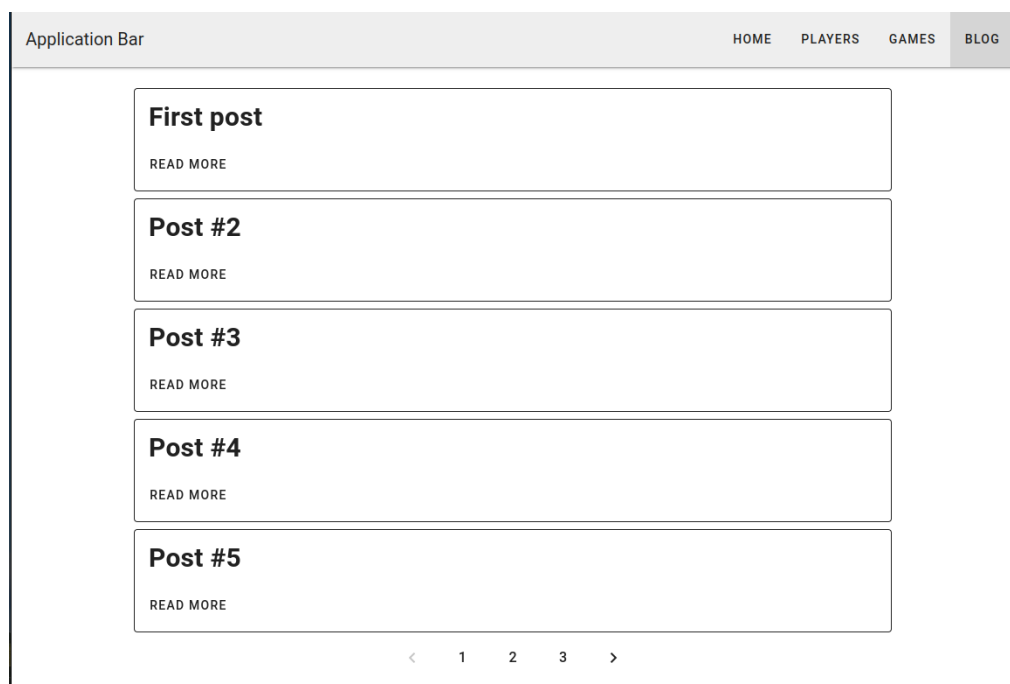 Application Bar HOME PLAYERS GAMES BLOG
First post
READ MORE
Post #2
READ MORE
Post #3
READ MORE
Post #4
READ MORE
Post #5
READ MORE
1 2 3